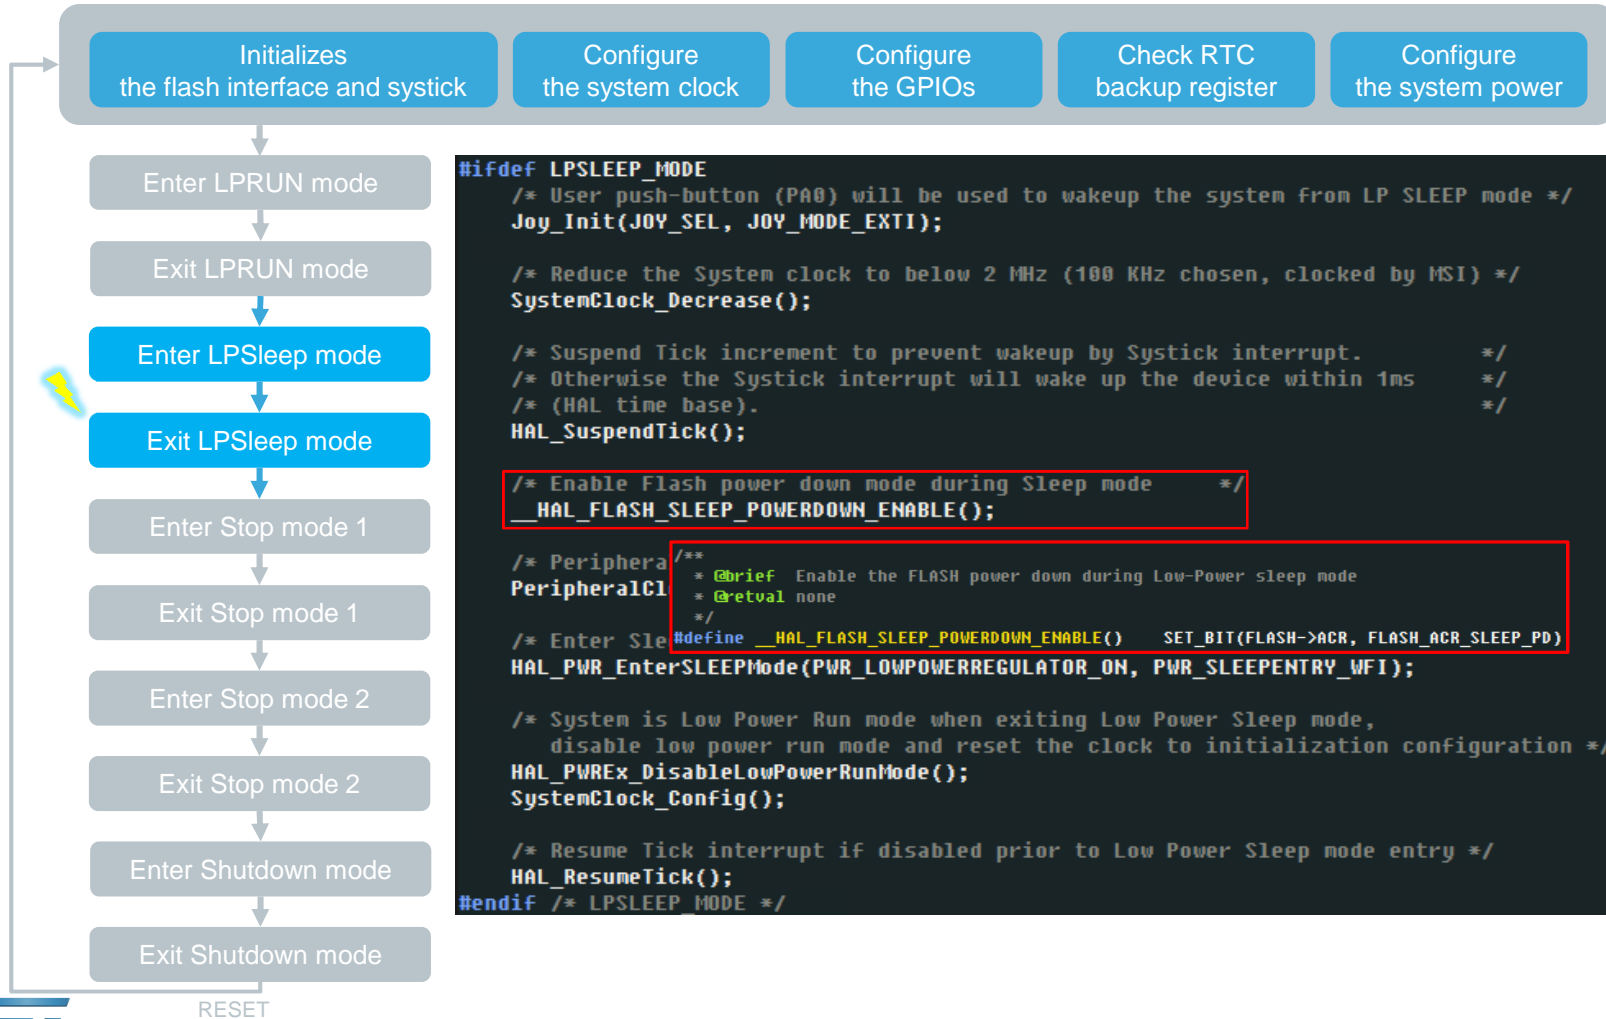 Initializes
the flash interface and systick
Configure
the system clock
Configure
the GPIOs
Check RTC
backup register
Configure
the system power
Enter LPRUN mode
Exit LPRUN mode
Enter LPSleep mode
Exit LPSleep mode
Enter Stop mode 1
Exit Stop mode 1
Enter Stop mode 2
Exit Stop mode 2
Enter Shutdown mode
Exit Shutdown mode
RESET
#ifdef LPSLEEP_MODE
/* User push-button (PA0) will be used to wakeup the system from LP SLEEP mode */
Joy_Init(JOY_SEL, JOY_MODE_EXTI);
/* Reduce the System clock to below 2 MHz (100 KHz chosen, clocked by MSI) */
SystemClock_Decrease();
/* Suspend Tick increment to prevent wakeup by Systick interrupt. */
/* Otherwise the Systick interrupt will wake up the device within 1ms */
/* (HAL time base). */
HAL_SuspendTick();
/* Enable Flash power down mode during Sleep mode */
__HAL_FLASH_SLEEP_POWERDOWN_ENABLE();
/* Periphera
PeripheralCl
/**
* @brief Enable the FLASH power down during Low-Power sleep mode
* @retval none
*/
#define __HAL_FLASH_SLEEP_POWERDOWN_ENABLE() SET_BIT(FLASH->ACR, FLASH_ACR_SLEEP_PD)
/* Enter Sle
HAL_PWR_EnterSLEEPMode(PWR_LOWPOWERREGULATOR_ON, PWR_SLEEPENTRY_WFI);
/* System is Low Power Run mode when exiting Low Power Sleep mode,
disable low power run mode and reset the clock to initialization configuration */
HAL_PWREx_DisableLowPowerRunMode();
SystemClock_Config();
/* Resume Tick interrupt if disabled prior to Low Power Sleep mode entry */
HAL_ResumeTick();
#endif /* LPSLEEP_MODE */